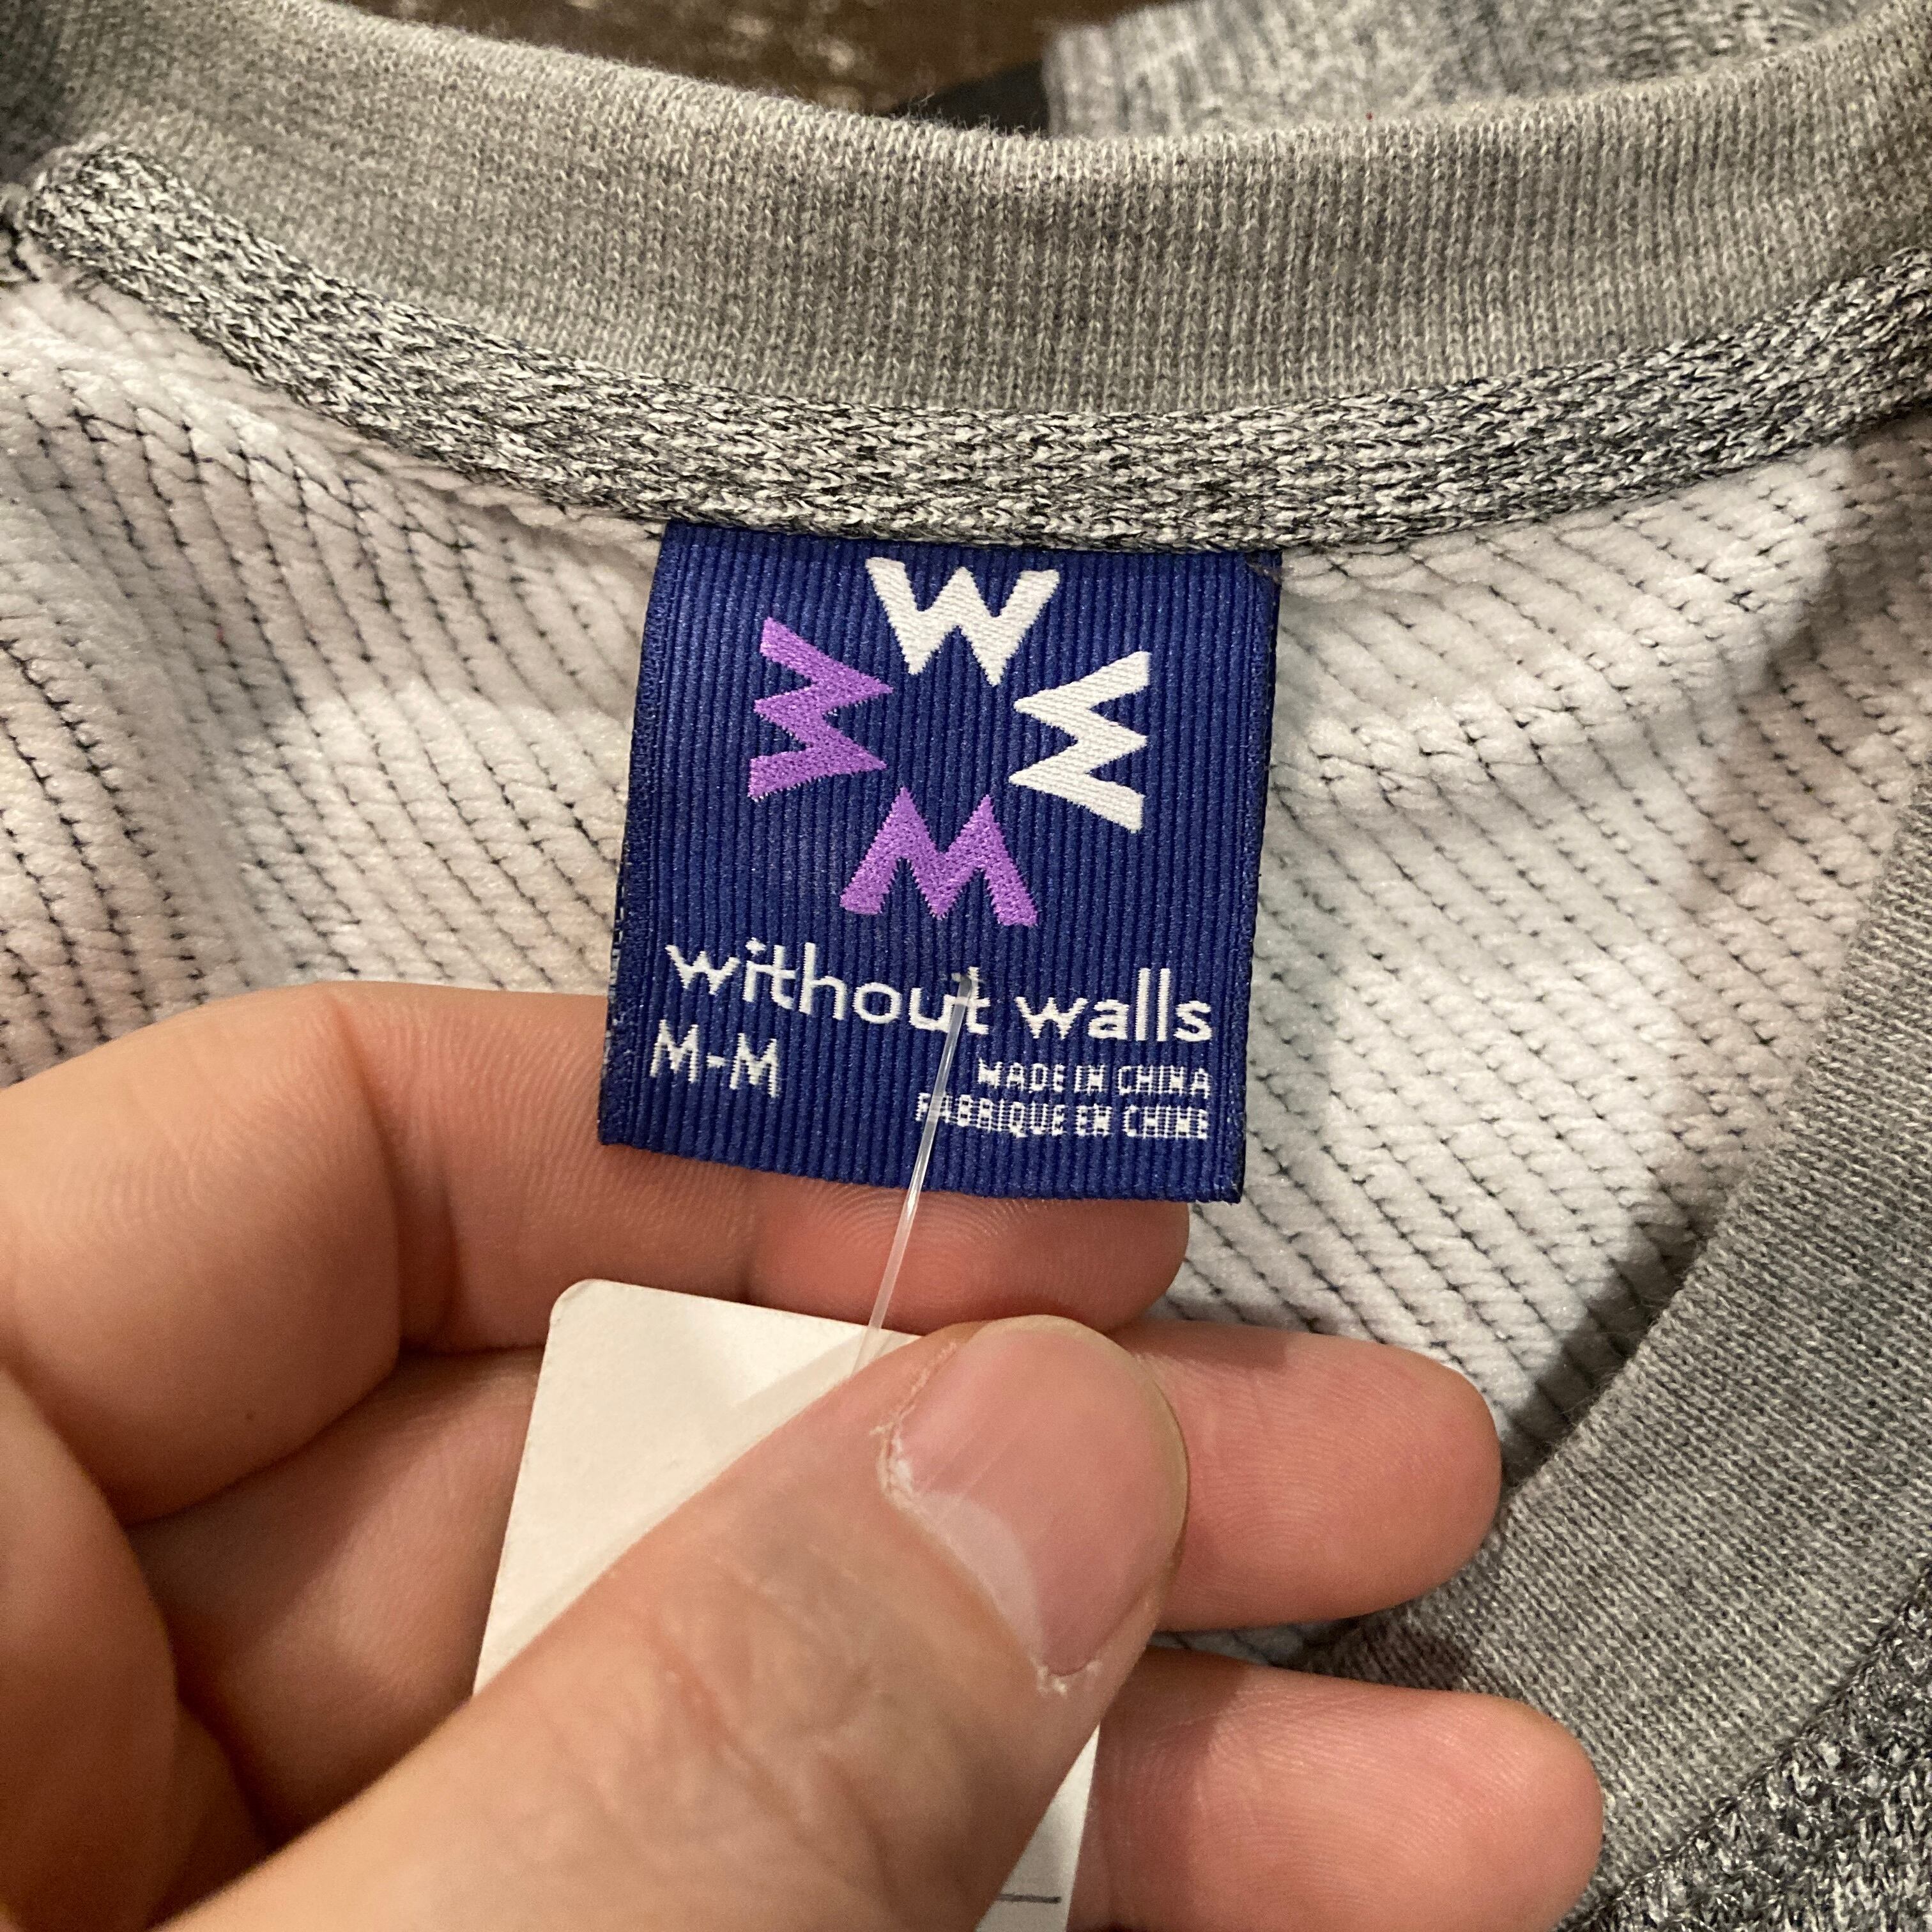 W
W W
W
without walls
M-M
MADE IN CHINA
FABRIQUE EN CHINE